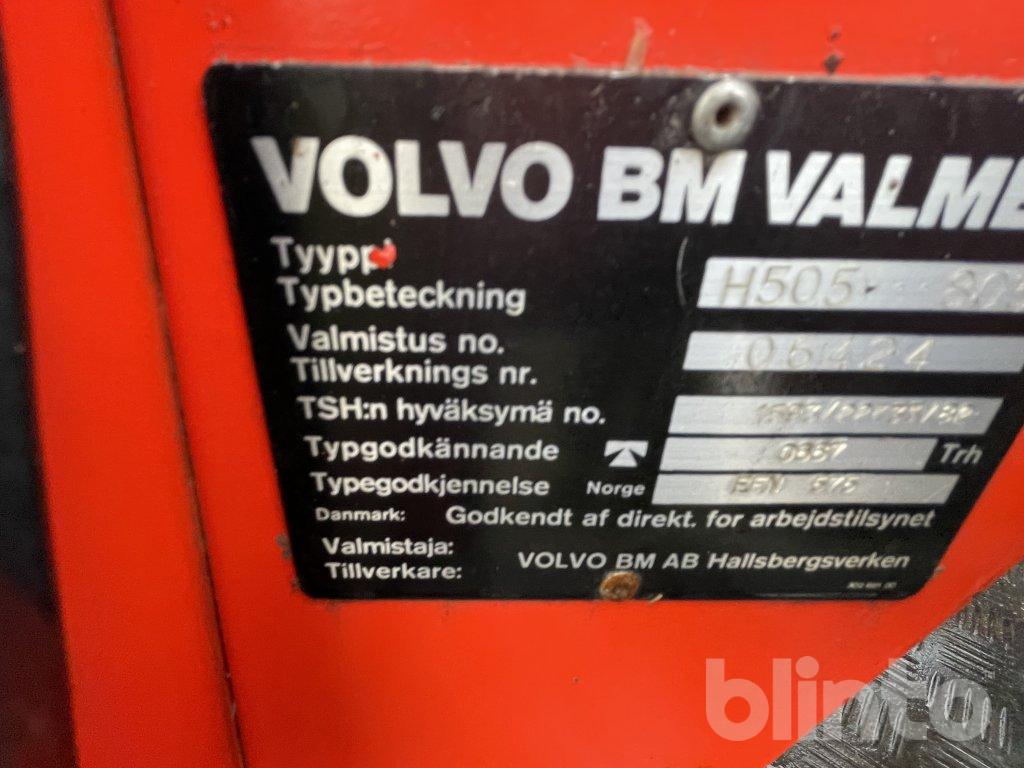 VOLVO BM VALME
Tyyppi
Typbeteckning H505
Valmistus no.
Tillverknings nr. 06424
TSH:n hyväksymä no.
Typgodkännande 0357 Trh
Typegodkjennelse Norge
Danmark: Godkendt af direkt. for arbejdstilsynet
Valmistaja:
Tillverkare: VOLVO BM AB Hallsbergsverken
blinto